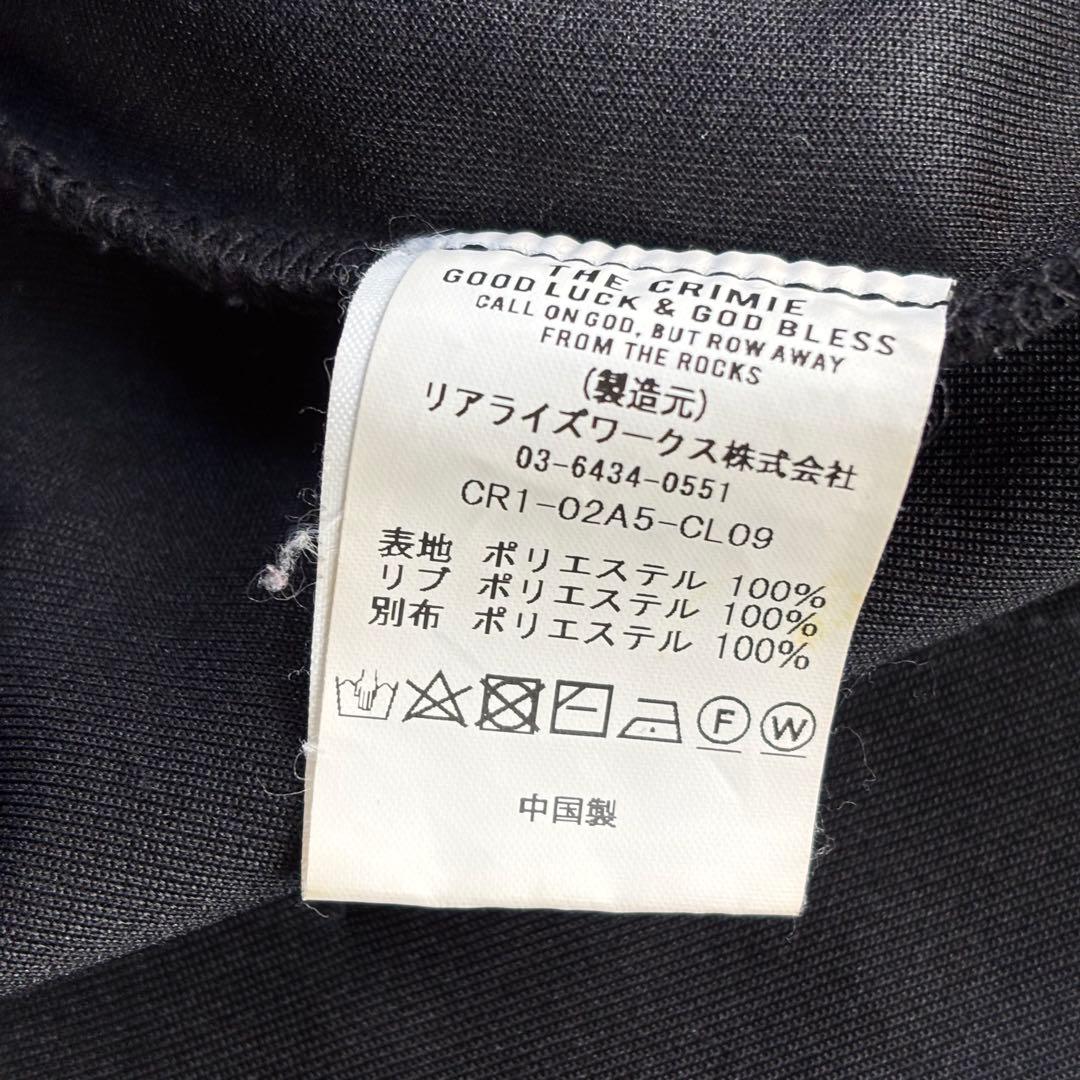 THE CRIMIE
GOOD LUCK & GOD BLESS
CALL ON GOD, BUT ROW AWAY
FROM THE ROCKS
(製造元)
リアライズワークス株式会社
03-6434-0551
CR1-02A5-CL09
表地 ポリエステル 100%
リブ ポリエステル 100%
別布 ポリエステル 100%
F W
中国製